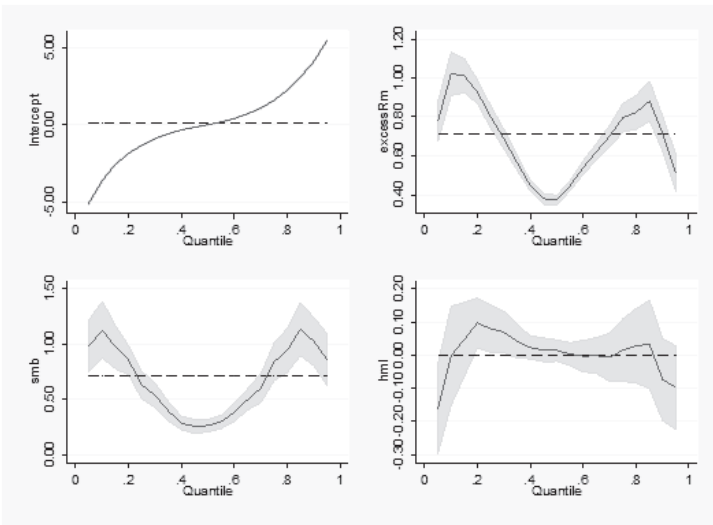 Intercept
5.00
0.00
-5.00
0 .2 .4 .6 .8 1
Quantile
excessRm
1.20
1.00
0.80
0.60
0.40
0 .2 .4 .6 .8 1
Quantile
smb
1.50
1.00
0.50
0.00
0 .2 .4 .6 .8 1
Quantile
hml
0.20
0.10
0.00
-0.10
-0.20
-0.30
0 .2 .4 .6 .8 1
Quantile